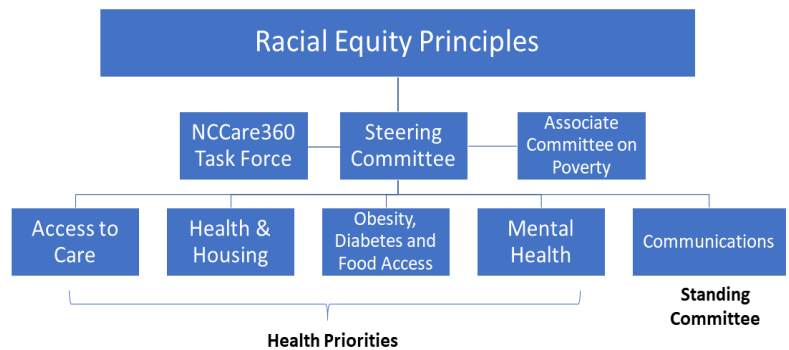 Racial Equity Principles
NCCare360
Task Force
Steering
Committee
Associate
Committee on
Poverty
Access to
Care
Health &
Housing
Obesity,
Diabetes and
Food Access
Mental
Health
Communications
Health Priorities
Standing
Committee